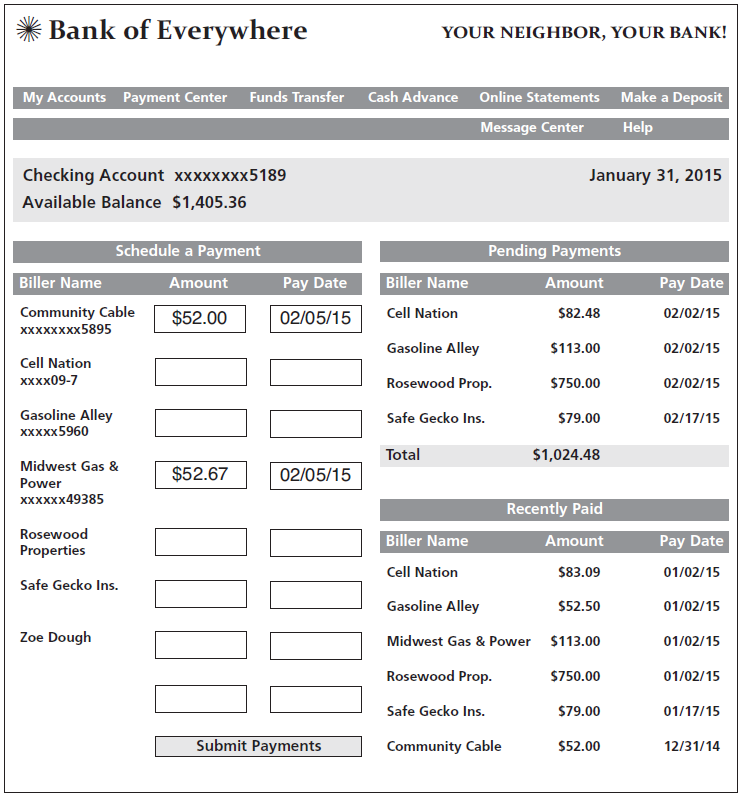 Bank of Everywhere
YOUR NEIGHBOR, YOUR BANK!
My Accounts Payment Center Funds Transfer Cash Advance Online Statements Make a Deposit
Message Center Help
Checking Account xxxxxxxx5189 January 31, 2015
Available Balance $1,405.36
Schedule a Payment
Biller Name Amount Pay Date
Community Cable $52.00 02/05/15
xxxxxxxx5895
Cell Nation
xxxx09-7
Gasoline Alley
xxxxx5960
Midwest Gas &
Power $52.67 02/05/15
xxxxxx49385
Rosewood
Properties
Safe Gecko Ins.
Zoe Dough
Submit Payments
Pending Payments
Biller Name Amount Pay Date
Cell Nation $82.48 02/02/15
Gasoline Alley $113.00 02/02/15
Rosewood Prop. $750.00 02/02/15
Safe Gecko Ins. $79.00 02/17/15
Total $1,024.48
Recently Paid
Biller Name Amount Pay Date
Cell Nation $83.09 01/02/15
Gasoline Alley $52.50 01/02/15
Midwest Gas & Power $113.00 01/02/15
Rosewood Prop. $750.00 01/02/15
Safe Gecko Ins. $79.00 01/17/15
Community Cable $52.00 12/31/14